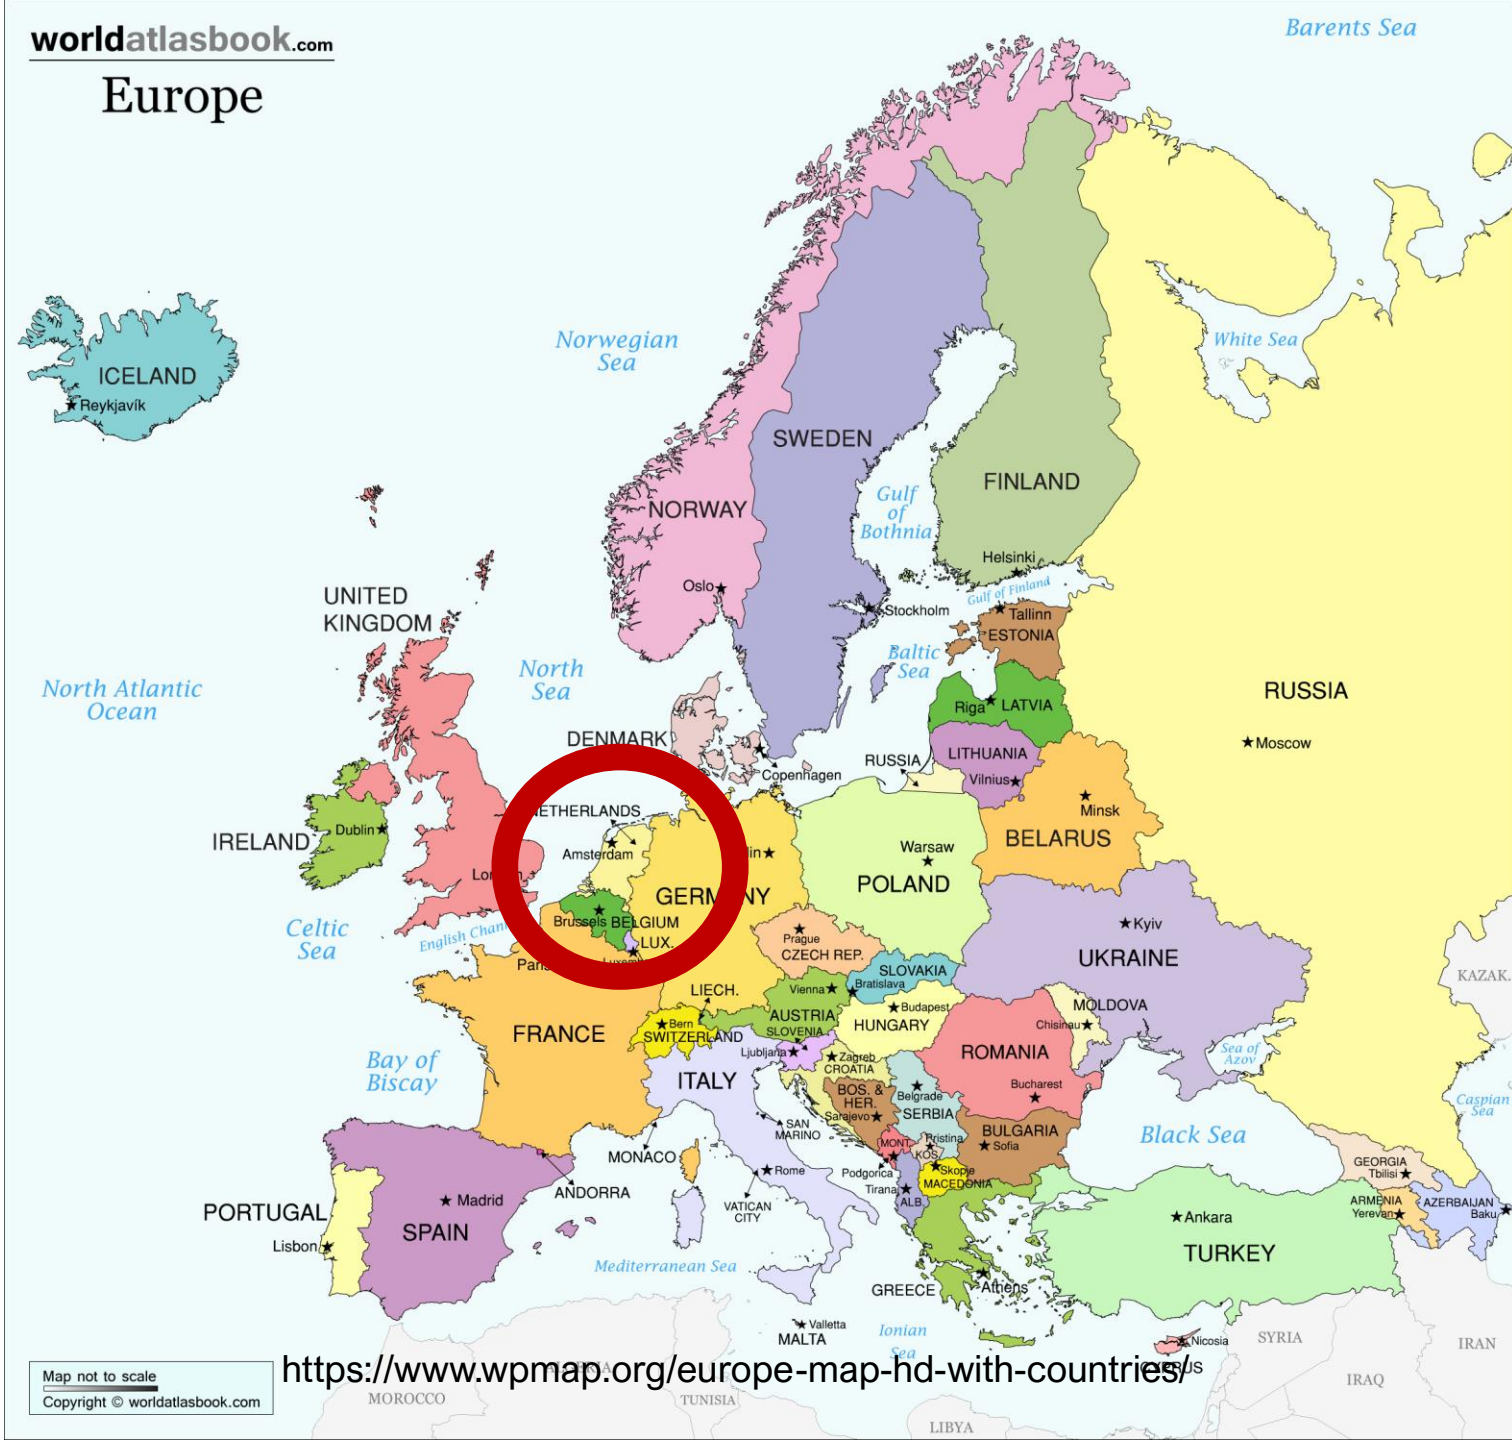 worldatlasbook.com
Europe
Barents Sea
Norwegian
Sea
White Sea
ICELAND
Reykjavík
SWEDEN
FINLAND
NORWAY
Gulf
of
Bothnia
Helsinki
Oslo
Gulf of Finland
Stockholm
Tallinn
ESTONIA
UNITED
KINGDOM
North
Sea
Baltic
Sea
North Atlantic
Ocean
RUSSIA
Riga
LATVIA
DENMARK
Moscow
LITHUANIA
RUSSIA
Vilnius
Copenhagen
Minsk
NETHERLANDS
IRELAND
Dublin
BELARUS
Amsterdam
Warsaw
POLAND
GERMANY
Brussels
BELGIUM
Kyiv
Celtic
Sea
LUX.
Prague
CZECH REP.
UKRAINE
Paris
SLOVAKIA
KAZAK.
LIECH.
Vienna
Bratislava
MOLDOVA
Budapest
AUSTRIA
HUNGARY
Chisinau
FRANCE
Bern
SWITZERLAND
SLOVENIA
Ljubljana
ROMANIA
Sea of
Azov
Bay of
Biscay
Zagreb
CROATIA
ITALY
BOS. &
HER.
Belgrade
Bucharest
Sarajevo
SERBIA
Caspian
Sea
SAN
MARINO
BULGARIA
Sofia
Black Sea
MONT.
Pristina
KOS.
MONACO
Podgorica
Skopje
MACEDONIA
GEORGIA
Tbilisi
Rome
Tirana
ALB.
ANDORRA
VATICAN
CITY
Madrid
ARMENIA
Yerevan
AZERBAIJAN
Baku
PORTUGAL
SPAIN
Lisbon
Ankara
TURKEY
Mediterranean Sea
GREECE
Athens
Valletta
MALTA
Ionian
Sea
Nicosia
CYPRUS
SYRIA
IRAN
IRAQ
https://www.wpmap.org/europe-map-hd-with-countries/
Map not to scale
Copyright © worldatlasbook.com
MOROCCO
ALGERIA
TUNISIA
LIBYA